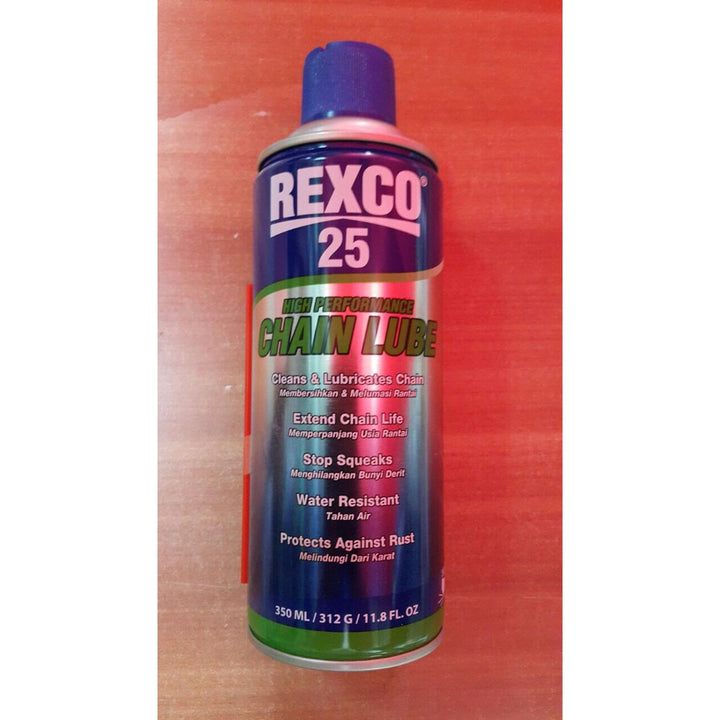 REXCO®
25
HIGH PERFORMANCE
CHAIN LUBE
Cleans & Lubricates Chain
Membersihkan & Melumasi Rantai
Extend Chain Life
Memperpanjang Usia Rantai
Stop Squeaks
Menghilangkan Bunyi Derit
Water Resistant
Tahan Air
Protects Against Rust
Melindungi Dari Karat
350 ML / 312 G / 11.8 FL. OZ